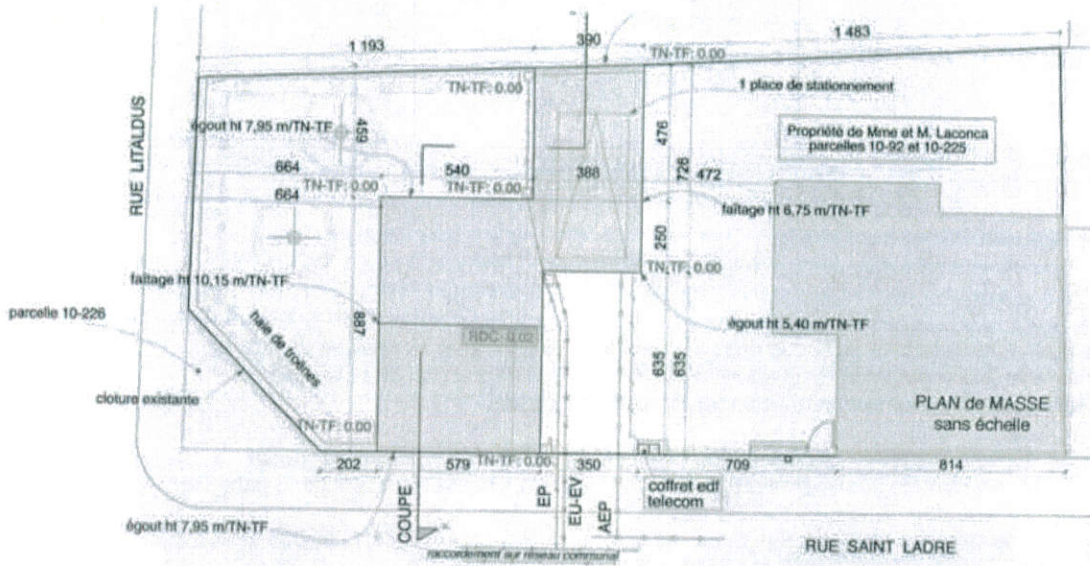 1 193
390
1 483
TN-TF: 0.00
TN-TF: 0.00
1 place de stationnement
RUE LITALDUS
égout ht 7,95 m/TN-TF
459
476
Propriété de Mme et M. Laconca
parcelles 10-92 et 10-225
664
540
388
726
472
TN-TF: 0.00
TN-TF: 0.00
664
faîtage ht 6,75 m/TN-TF
250
TN-TF: 0.00
faîtage ht 10,15 m/TN-TF
parcelle 10-226
haie de troènes
887
RDC- 0.02
égout ht 5,40 m/TN-TF
635
635
cloture existante
PLAN de MASSE
sans échelle
TN-TF: 0.00
202
579
TN-TF: 0.00
350
709
814
COUPE
EP
EU-EV
AEP
coffret edf
telecom
égout ht 7,95 m/TN-TF
raccordement sur réseau communal
RUE SAINT LADRE